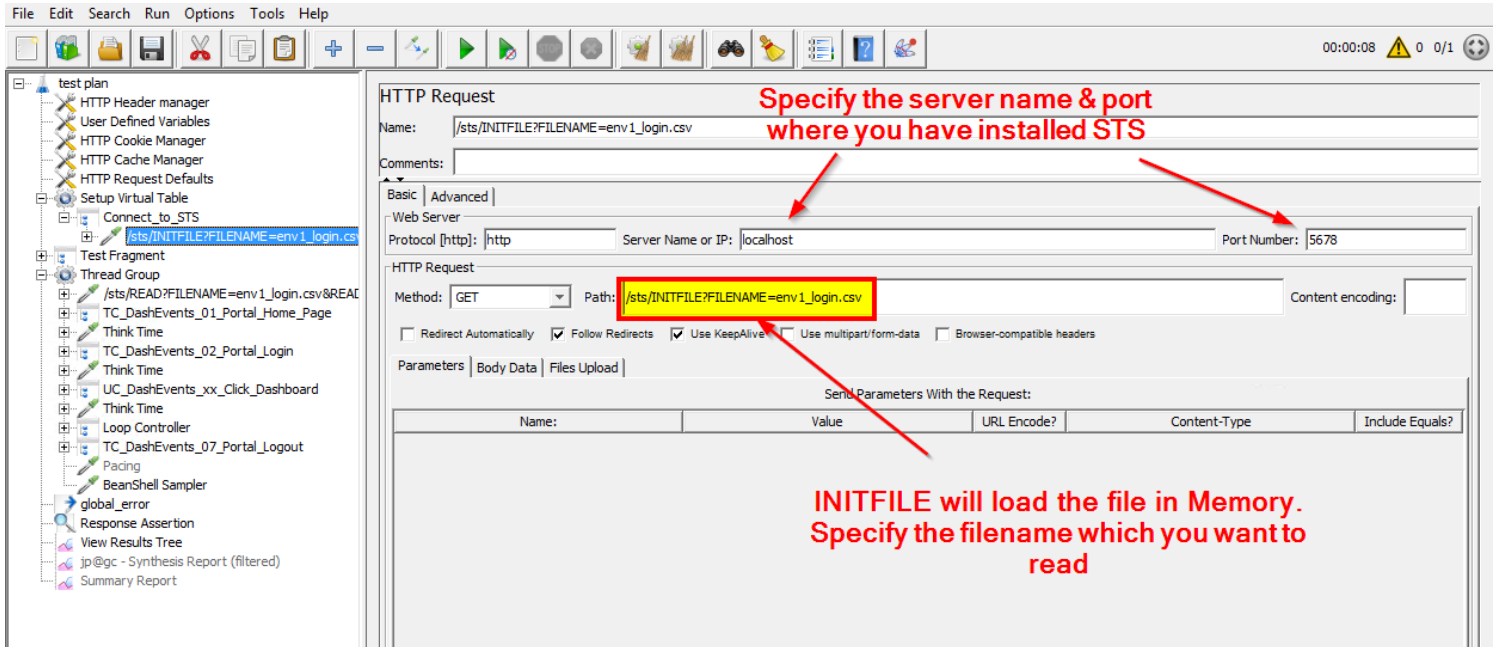 File Edit Search Run Options Tools Help
STOP
00:00:08 0 0/1
test plan
HTTP Header manager
User Defined Variables
HTTP Cookie Manager
HTTP Cache Manager
HTTP Request Defaults
Setup Virtual Table
Connect_to_STS
/sts/INITFILE?FILENAME=env1_login.csv
Test Fragment
Thread Group
/sts/READ?FILENAME=env1_login.csv&READ
TC_DashEvents_01_Portal_Home_Page
Think Time
TC_DashEvents_02_Portal_Login
Think Time
UC_DashEvents_xx_Click_Dashboard
Think Time
Loop Controller
TC_DashEvents_07_Portal_Logout
Pacing
BeanShell Sampler
global_error
Response Assertion
View Results Tree
jp@gc - Synthesis Report (filtered)
Summary Report
HTTP Request
Specify the server name & port
where you have installed STS
Name: /sts/INITFILE?FILENAME=env1_login.csv
Comments:
Basic Advanced
Web Server
Protocol [http]: http Server Name or IP: localhost Port Number: 5678
HTTP Request
Method: GET Path: /sts/INITFILE?FILENAME=env1_login.csv Content encoding:
Redirect Automatically Follow Redirects Use KeepAlive Use multipart/form-data Browser-compatible headers
Parameters Body Data Files Upload
Send Parameters With the Request:
Name: Value URL Encode? Content-Type Include Equals?
INITFILE will load the file in Memory.
Specify the filename which you want to
read